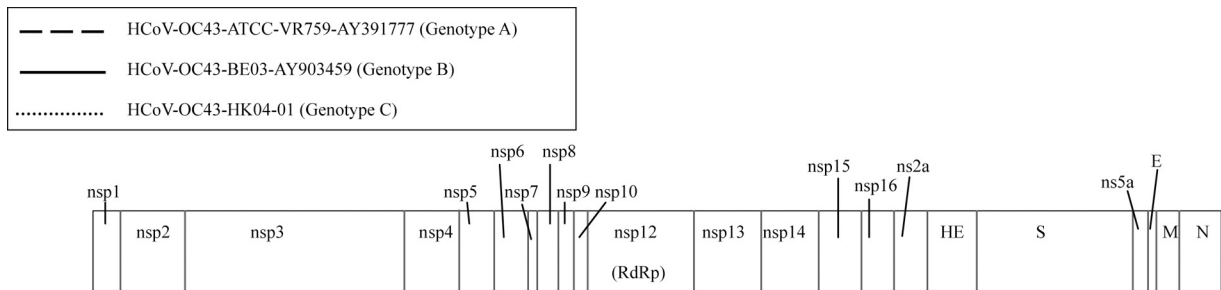 HCoV-OC43-ATCC-VR759-AY391777 (Genotype A)
HCoV-OC43-BE03-AY903459 (Genotype B)
HCoV-OC43-HK04-01 (Genotype C)
nsp1
nsp2
nsp3
nsp4
nsp5
nsp6
nsp7
nsp8
nsp9
nsp10
nsp12
(RdRp)
nsp13
nsp14
nsp15
nsp16
ns2a
HE
S
ns5a
E
M
N